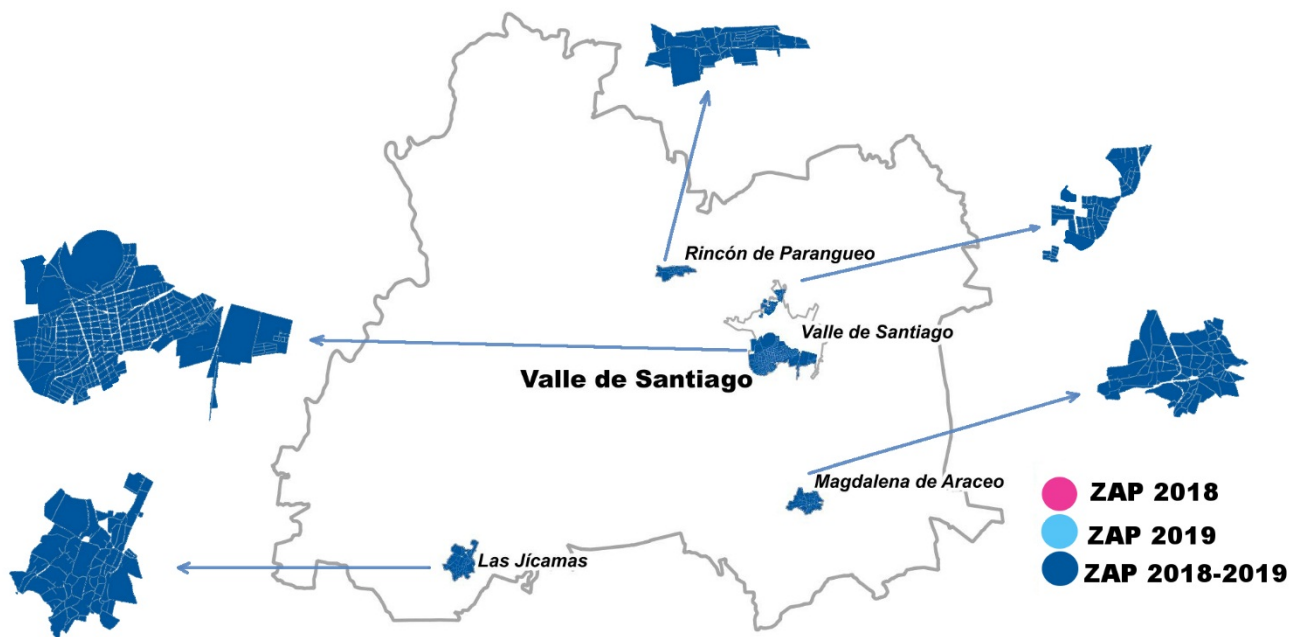 Rincón de Parangueo
Valle de Santiago
Valle de Santiago
Magdalena de Araceo
Las Jícamas
ZAP 2018
ZAP 2019
ZAP 2018-2019